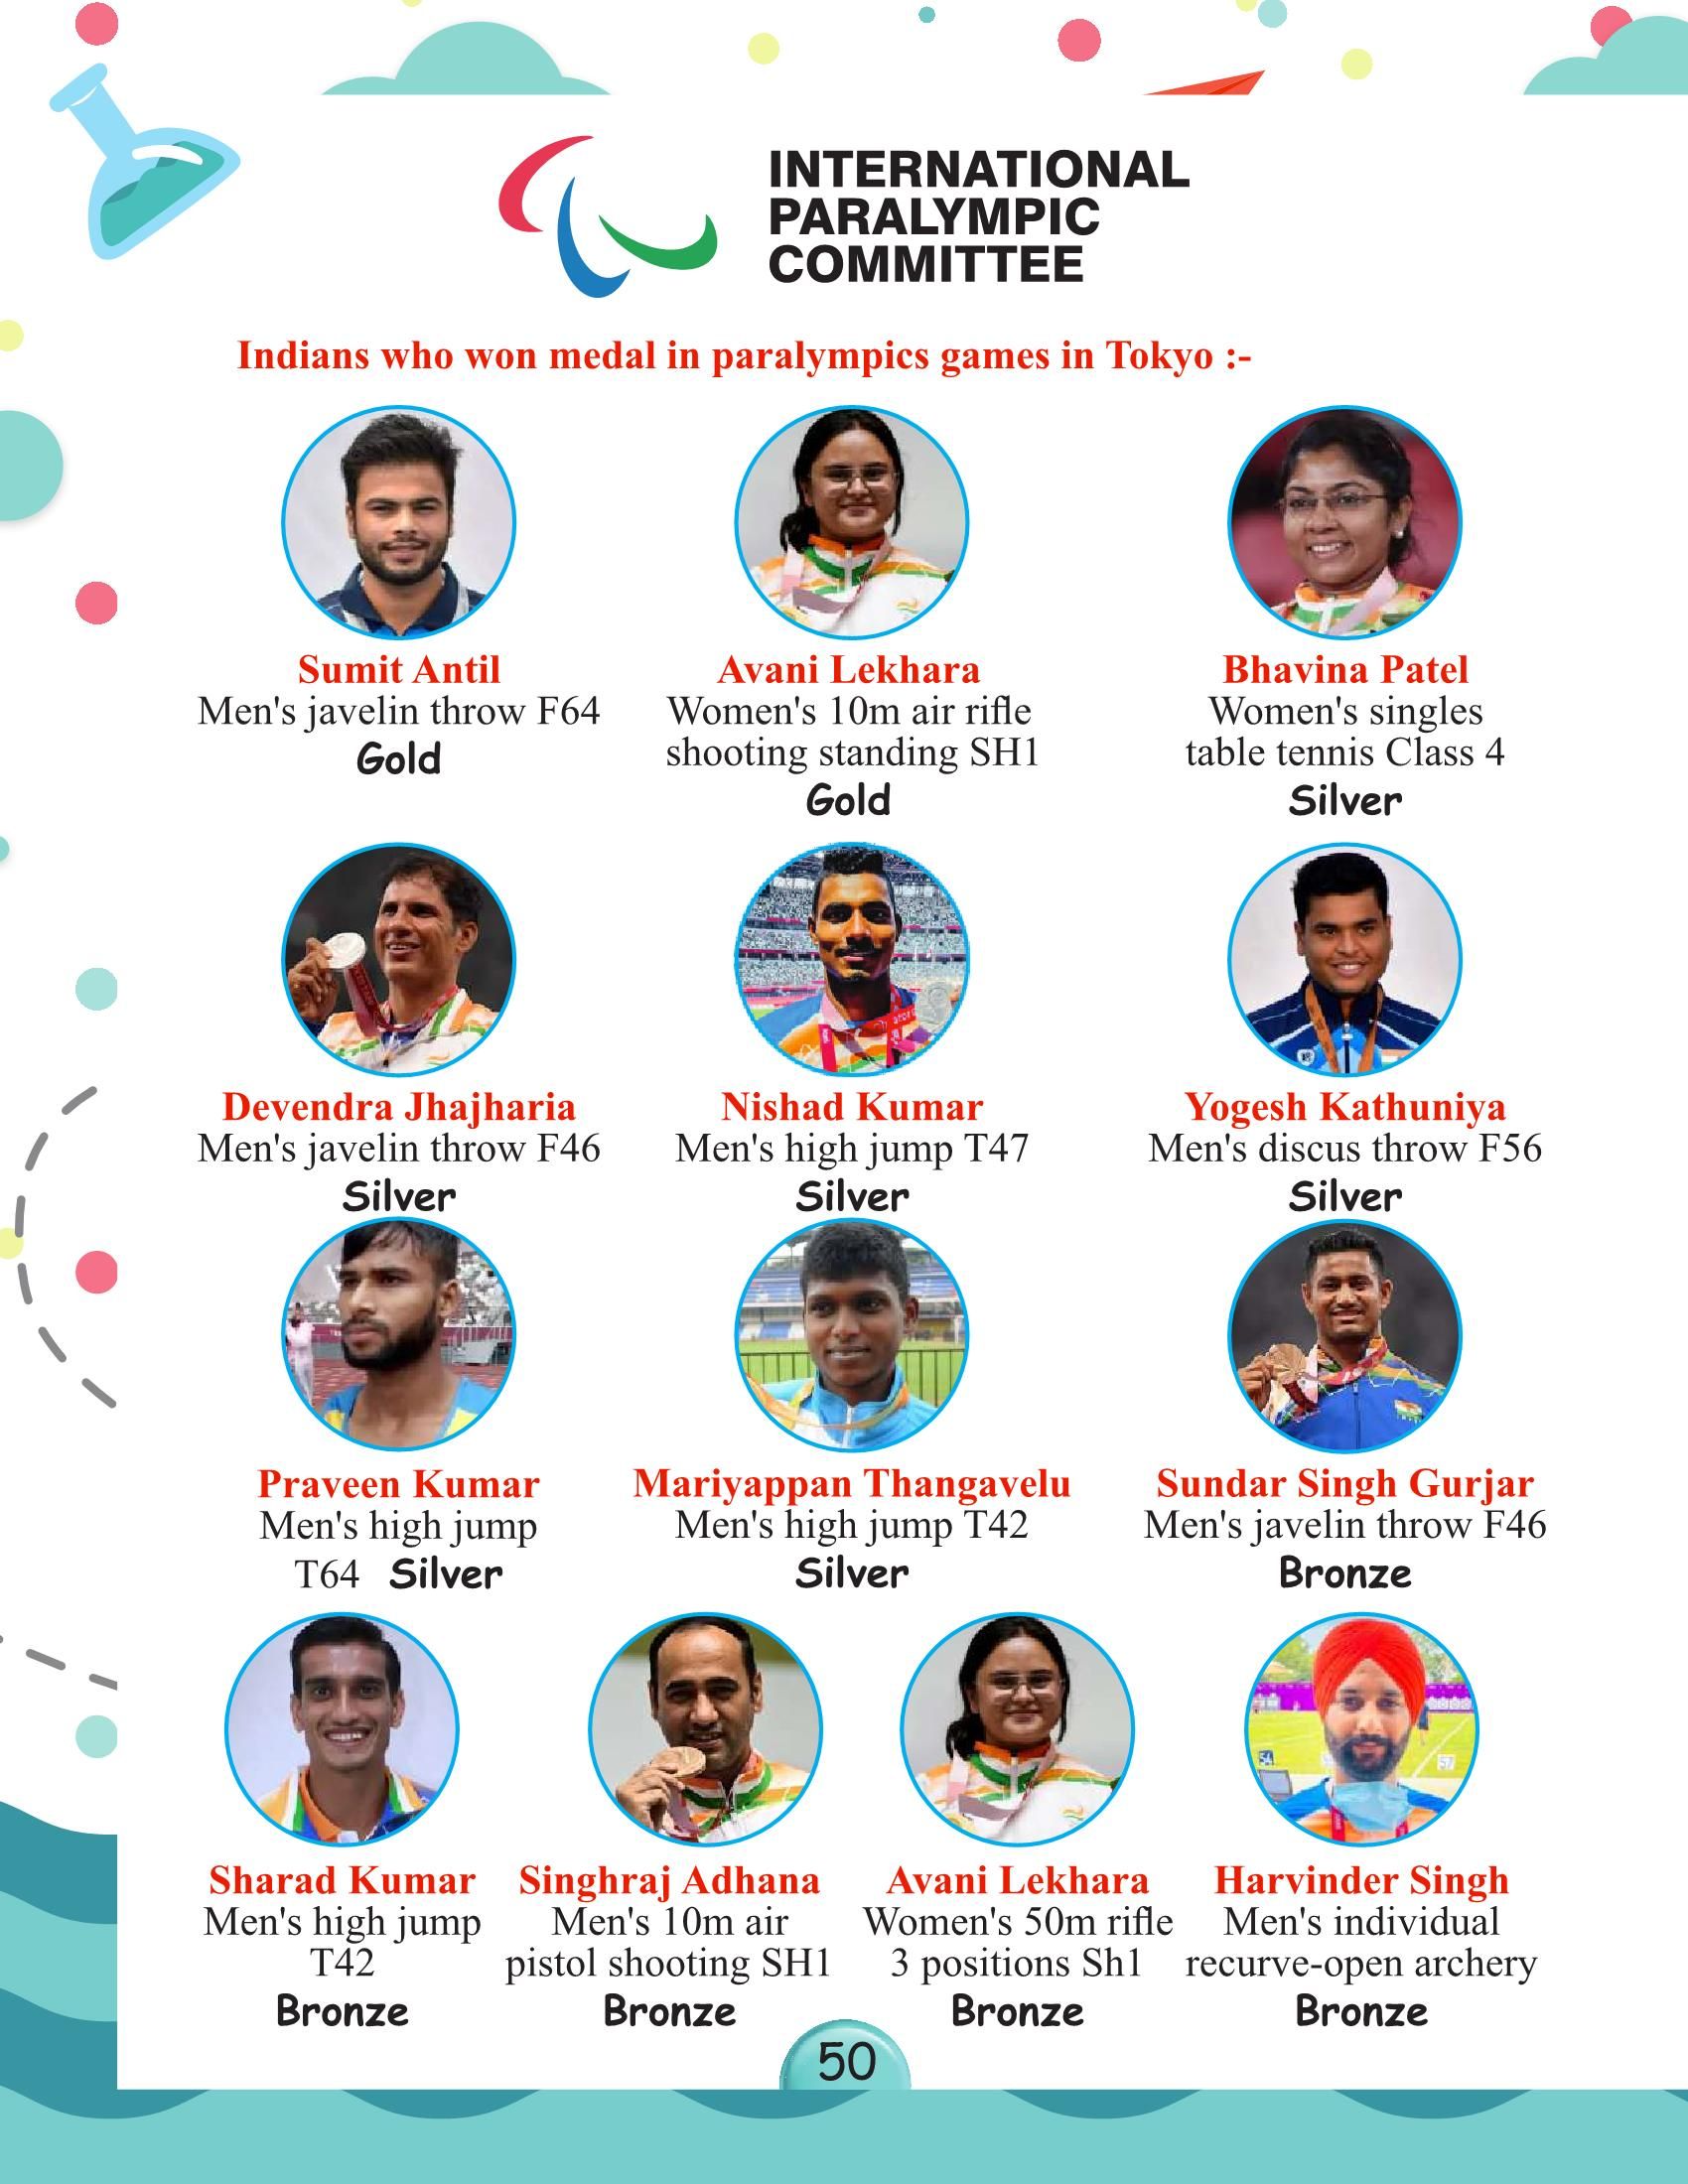 INTERNATIONAL
PARALYMPIC
COMMITTEE
Indians who won medal in paralympics games in Tokyo :-
Sumit Antil
Men's javelin throw F64
Gold
Avani Lekhara
Women's 10m air rifle
shooting standing SH1
Gold
Bhavina Patel
Women's singles
table tennis Class 4
Silver
Devendra Jhajharia
Men's javelin throw F46
Silver
Nishad Kumar
Men's high jump T47
Silver
Yogesh Kathuniya
Men's discus throw F56
Silver
Praveen Kumar
Men's high jump
T64 Silver
Mariyappan Thangavelu
Men's high jump T42
Silver
Sundar Singh Gurjar
Men's javelin throw F46
Bronze
Sharad Kumar
Men's high jump
T42
Bronze
Singhraj Adhana
Men's 10m air
pistol shooting SH1
Bronze
Avani Lekhara
Women's 50m rifle
3 positions Sh1
Bronze
Harvinder Singh
Men's individual
recurve-open archery
Bronze
50